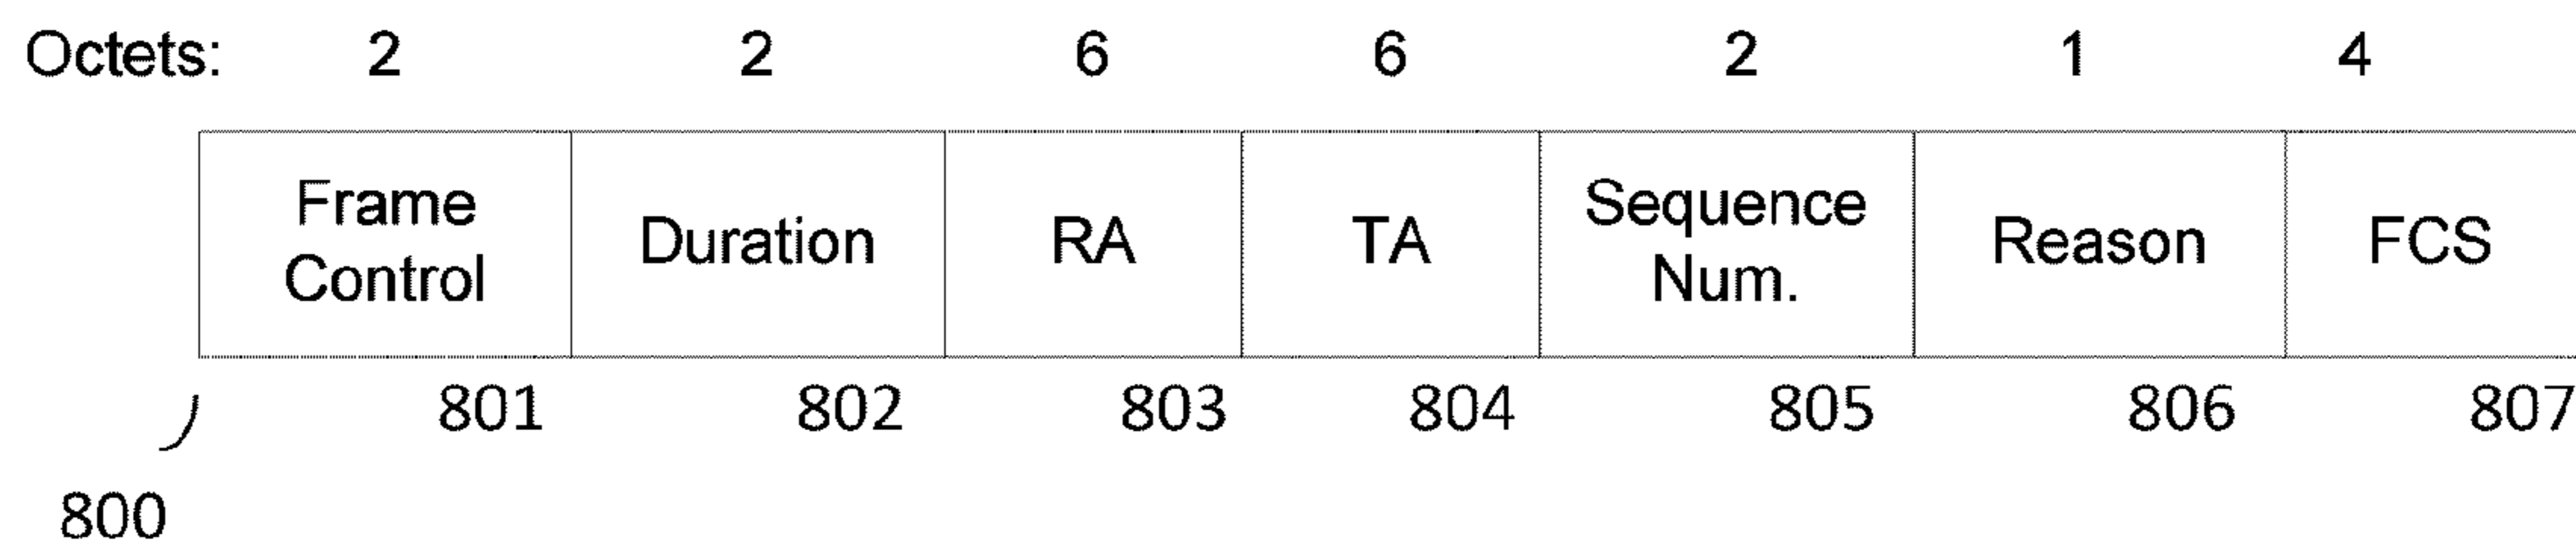 Octets: 2 2 6 6 2 1 4
Frame Control Duration RA TA Sequence Num. Reason FCS
801 802 803 804 805 806 807
800